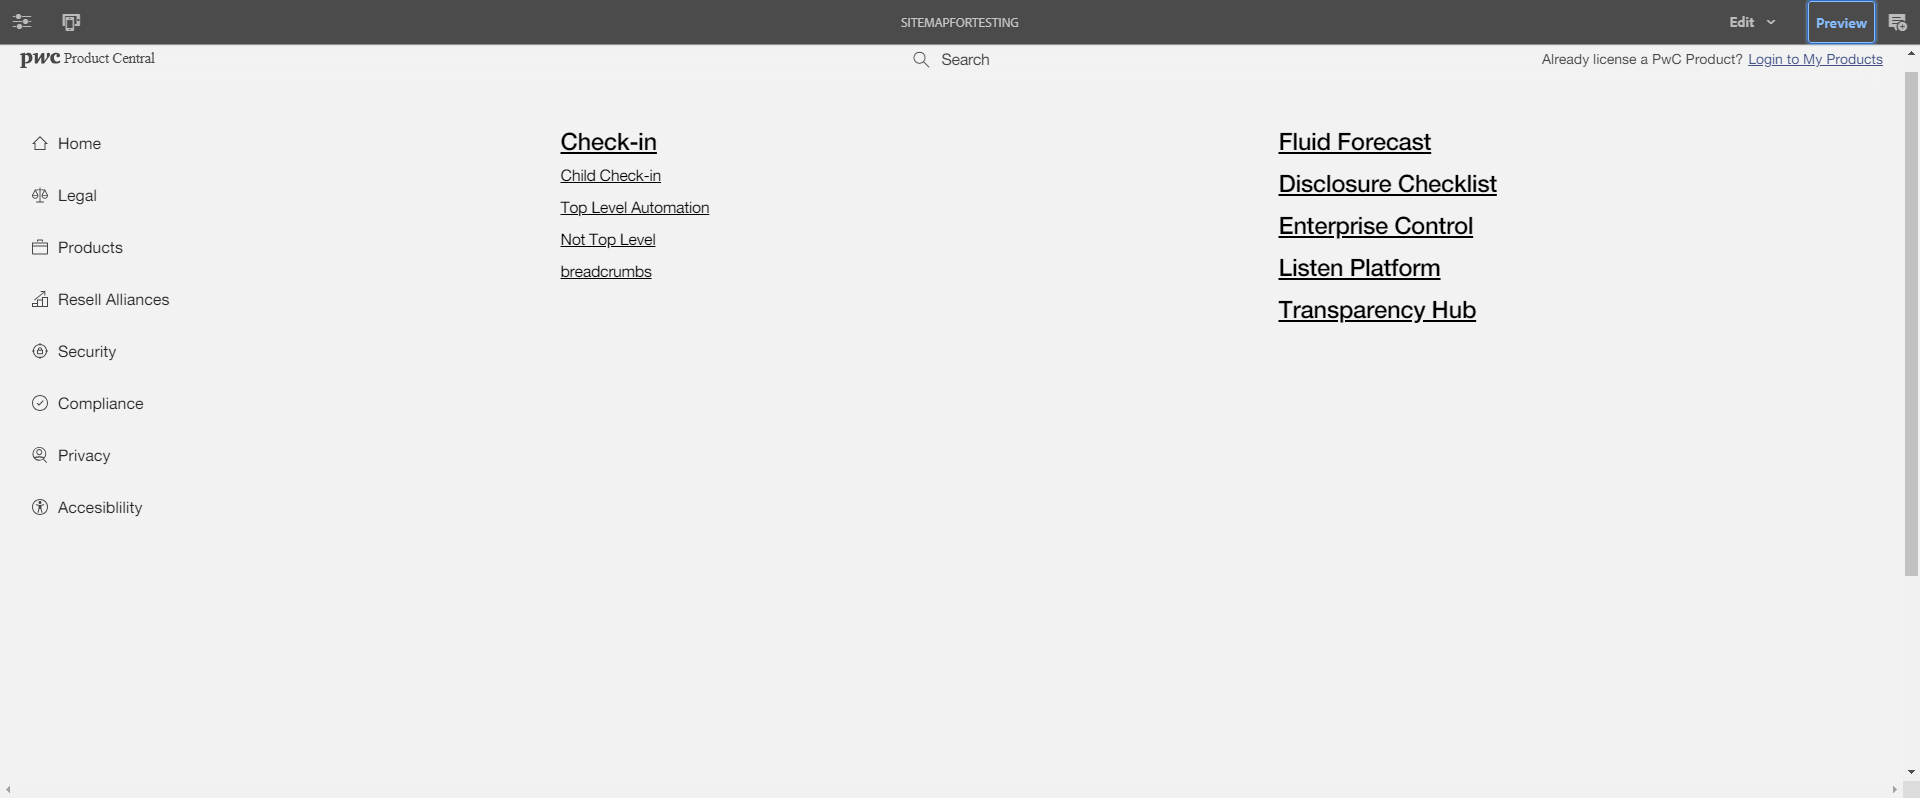 SITEMAPFORTESTING
Edit
Preview
pwc Product Central
Search
Already license a PwC Product? Login to My Products
Home
Legal
Products
Resell Alliances
Security
Compliance
Privacy
Accesiblility
Check-in
Child Check-in
Top Level Automation
Not Top Level
breadcrumbs
Fluid Forecast
Disclosure Checklist
Enterprise Control
Listen Platform
Transparency Hub